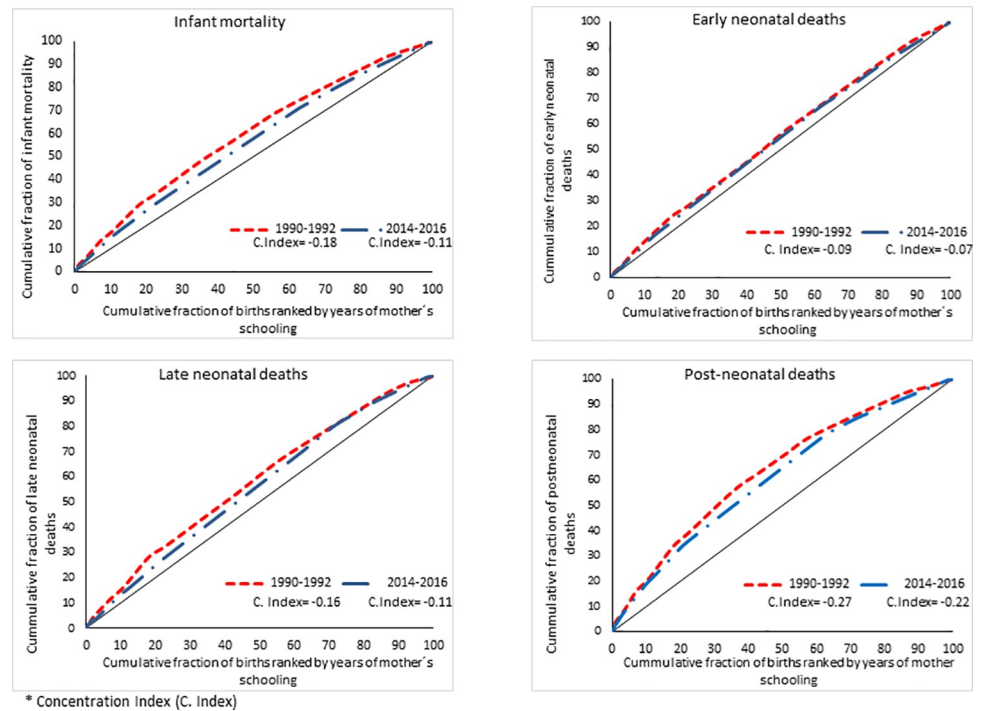 Infant mortality
Cumulative fraction of infant mortality
100
90
80
70
60
50
40
30
20
10
0
1990-1992 2014-2016
C.Index= -0.18 C.Index= -0.11
0 10 20 30 40 50 60 70 80 90 100
Cumulative fraction of births ranked by years of mother´s
schooling
Early neonatal deaths
Cummulative fraction of early neonatal
deaths
100
90
80
70
60
50
40
30
20
10
0
1990-1992 2014-2016
C. Index= -0.09 C. Index= -0.07
0 10 20 30 40 50 60 70 80 90 100
Cumulative fraction of births ranked by years of mother´s
schooling
Late neonatal deaths
Cummulative fraction of late neonatal
deaths
100
90
80
70
60
50
40
30
20
10
0
1990-1992 2014-2016
C. Index= -0.16 C.Index= -0.11
0 10 20 30 40 50 60 70 80 90 100
Cumulative fraction of births ranked by years of mother´s
schooling
Post-neonatal deaths
Cummulative fraction of postneonatal
deaths
100
90
80
70
60
50
40
30
20
10
0
1990-1992 2014-2016
C.Index= -0.27 C.Index= -0.22
0 10 20 30 40 50 60 70 80 90 100
Cummulative fraction of births ranked by years of mother
schooling
* Concentration Index (C. Index)